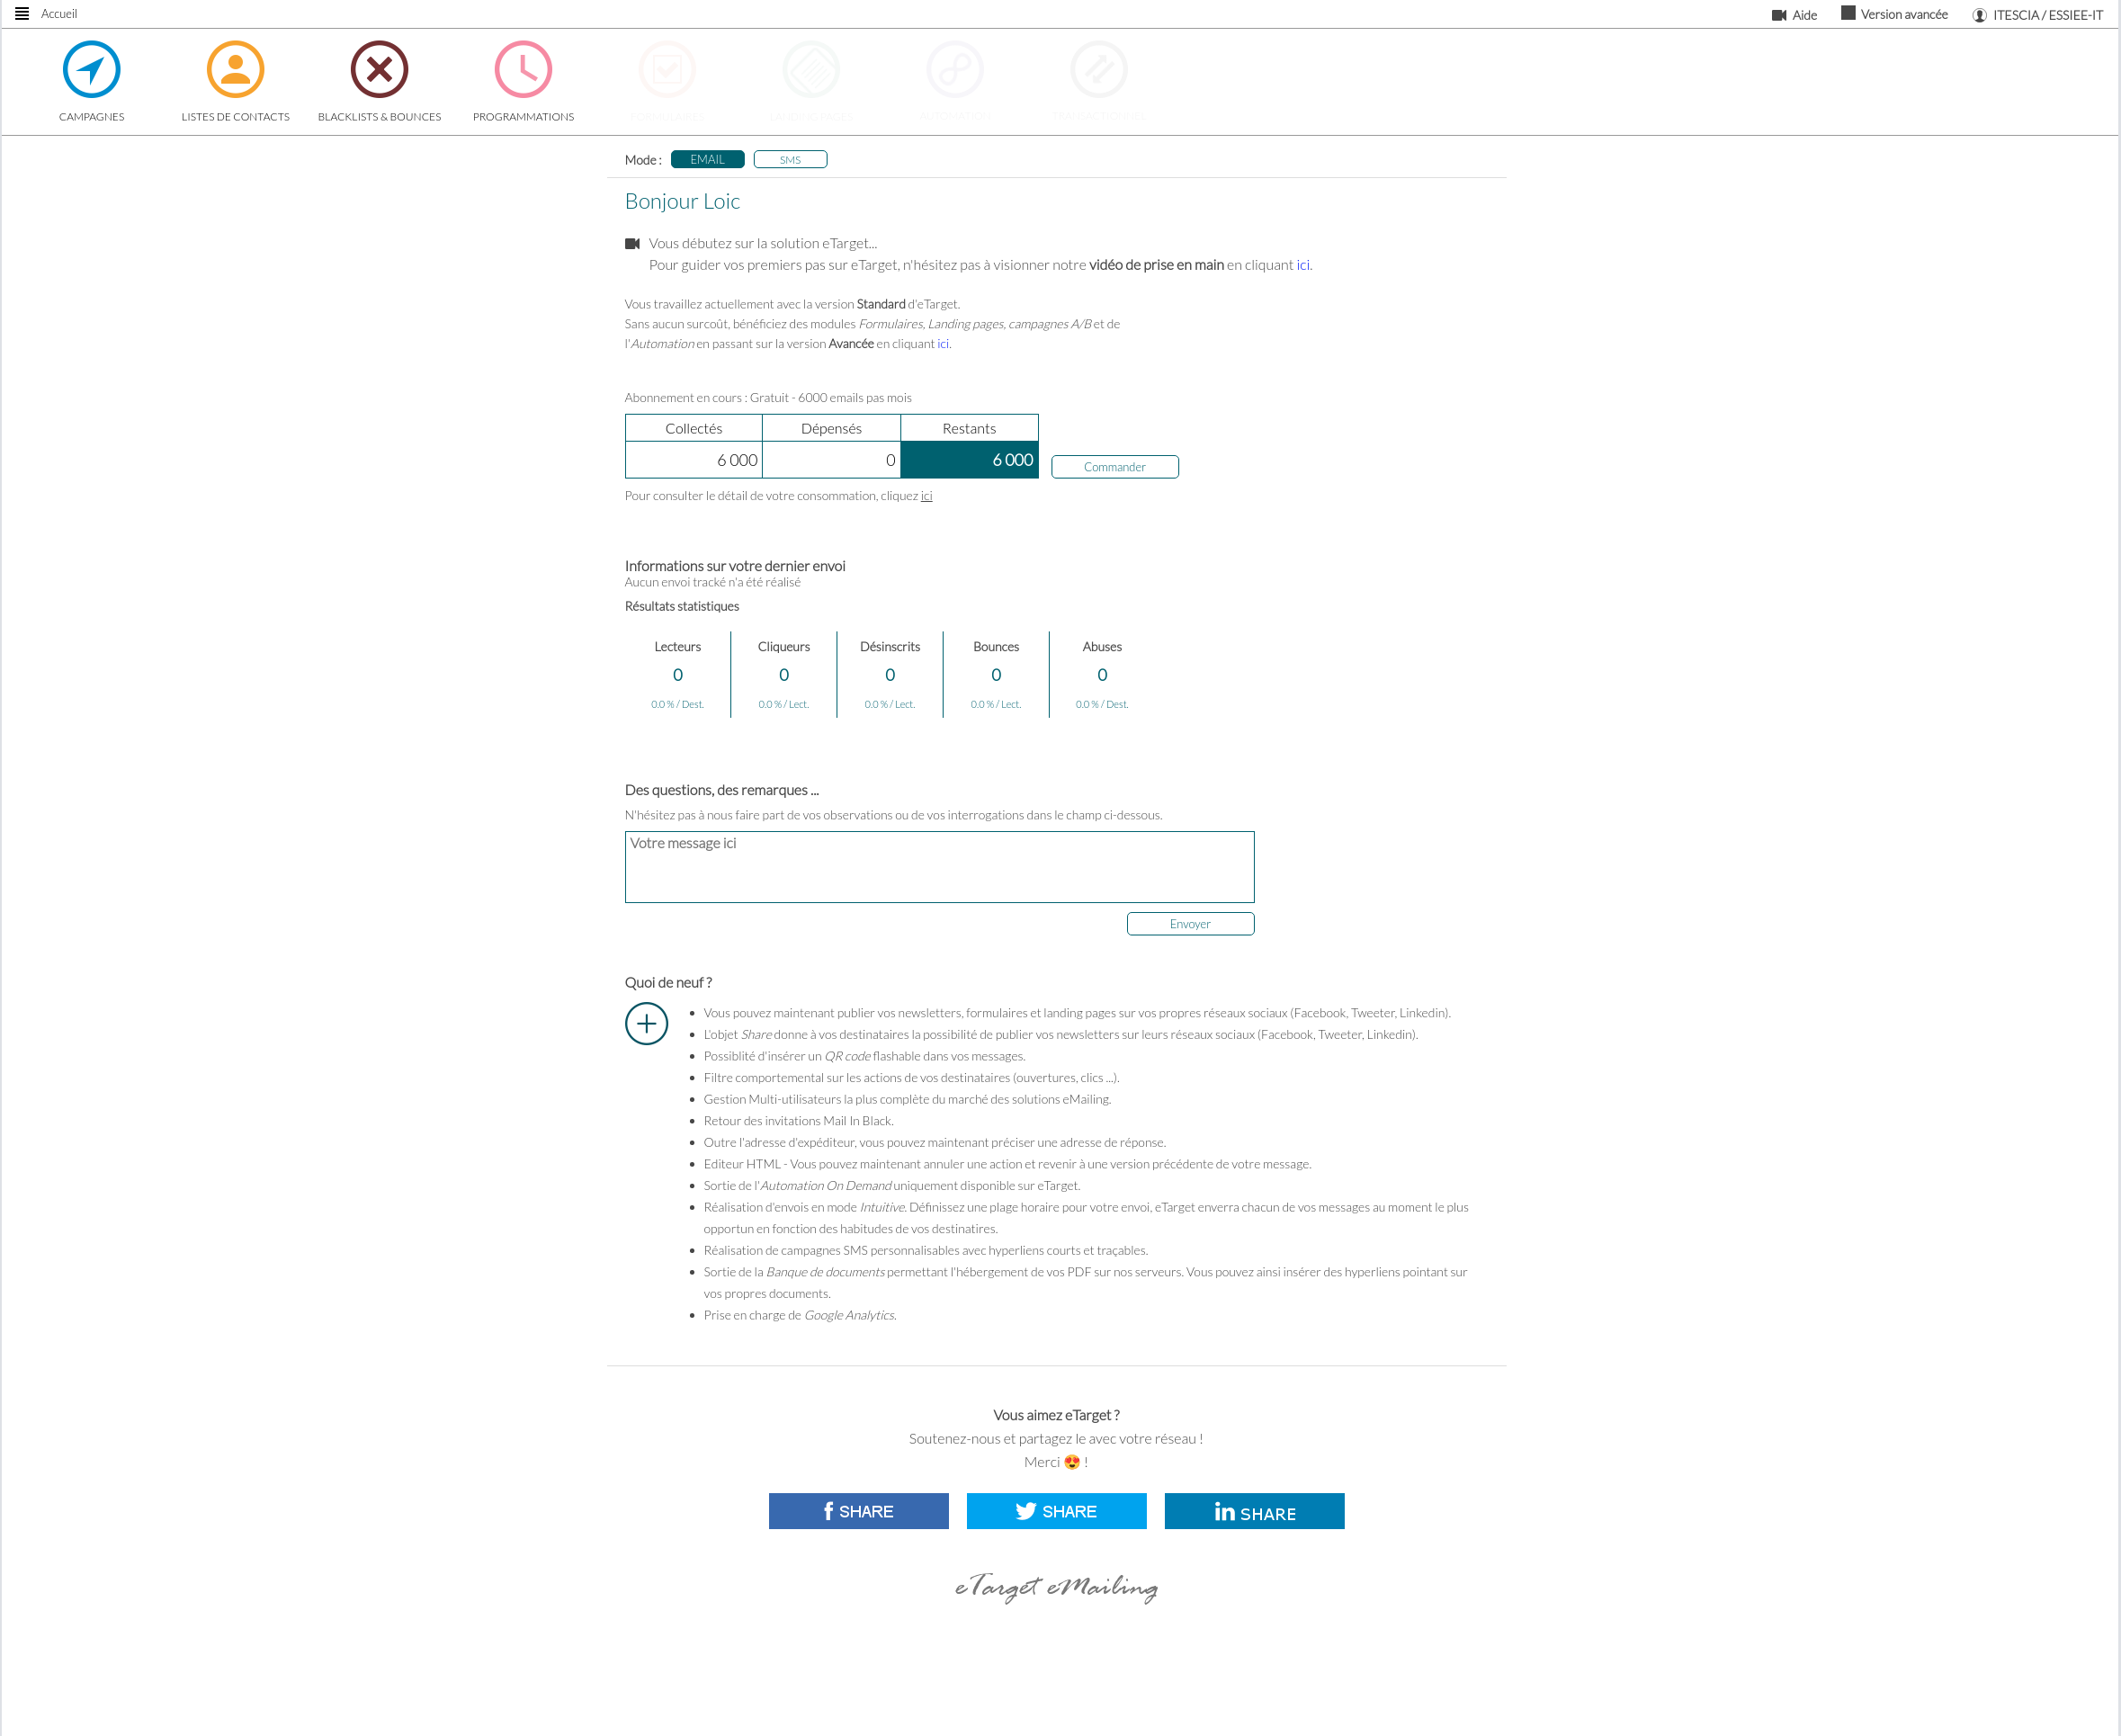 Accueil
Aide
Version avancée
ITESCIA / ESSIEE-IT
CAMPAGNES
LISTES DE CONTACTS
BLACKLISTS & BOUNCES
PROGRAMMATIONS
FORMULAIRES
LANDING PAGES
AUTOMATION
Mode :
EMAIL
SMS
Bonjour Loic
Vous débutez sur la solution eTarget...
Pour guider vos premiers pas sur eTarget, n'hésitez pas à visionner notre vidéo de prise en main en cliquant ici.
Vous travaillez actuellement avec la version Standard d'eTarget.
Sans aucun surcoût, bénéficiez des modules Formulaires, Landing pages, campagnes A/B et de
l'Automation en passant sur la version Avancée en cliquant ici.
Abonnement en cours : Gratuit - 6000 emails pas mois
Collectés Dépensés Restants
6 000 0 6 000
Commander
Pour consulter le détail de votre consommation, cliquez ici
Informations sur votre dernier envoi
Aucun envoi tracké n'a été réalisé
Résultats statistiques
Lecteurs Cliqueurs Désinscrits Bounces Abuses
0 0 0 0 0
0.0 % / Dest. 0.0 % / Lect. 0.0 % / Lect. 0.0 % / Lect. 0.0 % / Dest.
Des questions, des remarques ...
N'hésitez pas à nous faire part de vos observations ou de vos interrogations dans le champ ci-dessous.
Votre message ici
Envoyer
Quoi de neuf ?
Vous pouvez maintenant publier vos newsletters, formulaires et landing pages sur vos propres réseaux sociaux (Facebook, Tweeter, Linkedin).
L'objet Share donne à vos destinataires la possibilité de publier vos newsletters sur leurs réseaux sociaux (Facebook, Tweeter, Linkedin).
Possiblité d'insérer un QR code flashable dans vos messages.
Filtre comportemental sur les actions de vos destinataires (ouvertures, clics ...).
Gestion Multi-utilisateurs la plus complète du marché des solutions eMailing.
Retour des invitations Mail In Black.
Outre l'adresse d'expéditeur, vous pouvez maintenant préciser une adresse de réponse.
Editeur HTML - Vous pouvez maintenant annuler une action et revenir à une version précédente de votre message.
Sortie de l'Automation On Demand uniquement disponible sur eTarget.
Réalisation d'envois en mode Intuitive. Définissez une plage horaire pour votre envoi, eTarget enverra chacun de vos messages au moment le plus
opportun en fonction des habitudes de vos destinatires.
Réalisation de campagnes SMS personnalisables avec hyperliens courts et traçables.
Sortie de la Banque de documents permettant l'hébergement de vos PDF sur nos serveurs. Vous pouvez ainsi insérer des hyperliens pointant sur
vos propres documents.
Prise en charge de Google Analytics.
Vous aimez eTarget ?
Soutenez-nous et partagez le avec votre réseau !
Merci 😍 !
SHARE
SHARE
in SHARE
eTarget eMailing